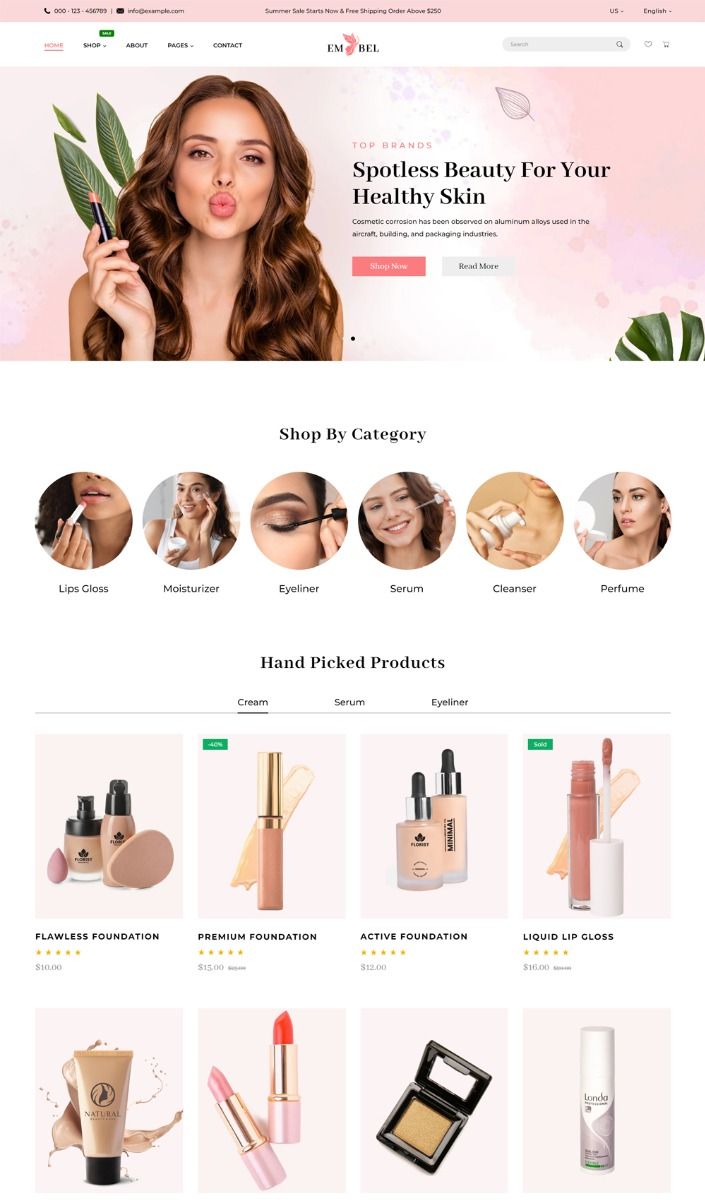 000 - 123 - 456789 | info@example.com
Summer Sale Starts Now & Free Shipping Order Above $250
US
English
SALE
HOME
SHOP
ABOUT
PAGES
CONTACT
EM BEL
Search
TOP BRANDS
Spotless Beauty For Your
Healthy Skin
Cosmetic corrosion has been observed on aluminum alloys used in the
aircraft, building, and packaging industries.
Shop Now
Read More
Shop By Category
Lips Gloss
Moisturizer
Eyeliner
Serum
Cleanser
Perfume
Hand Picked Products
Cream
Serum
Eyeliner
-40%
Sold
FLORIST
FLORIST
FLORIST
MINIMAL
FLAWLESS FOUNDATION
PREMIUM FOUNDATION
ACTIVE FOUNDATION
LIQUID LIP GLOSS
$10.00
$15.00 $25.00
$12.00
$16.00
NATURAL
Londa
PROFESSIONAL